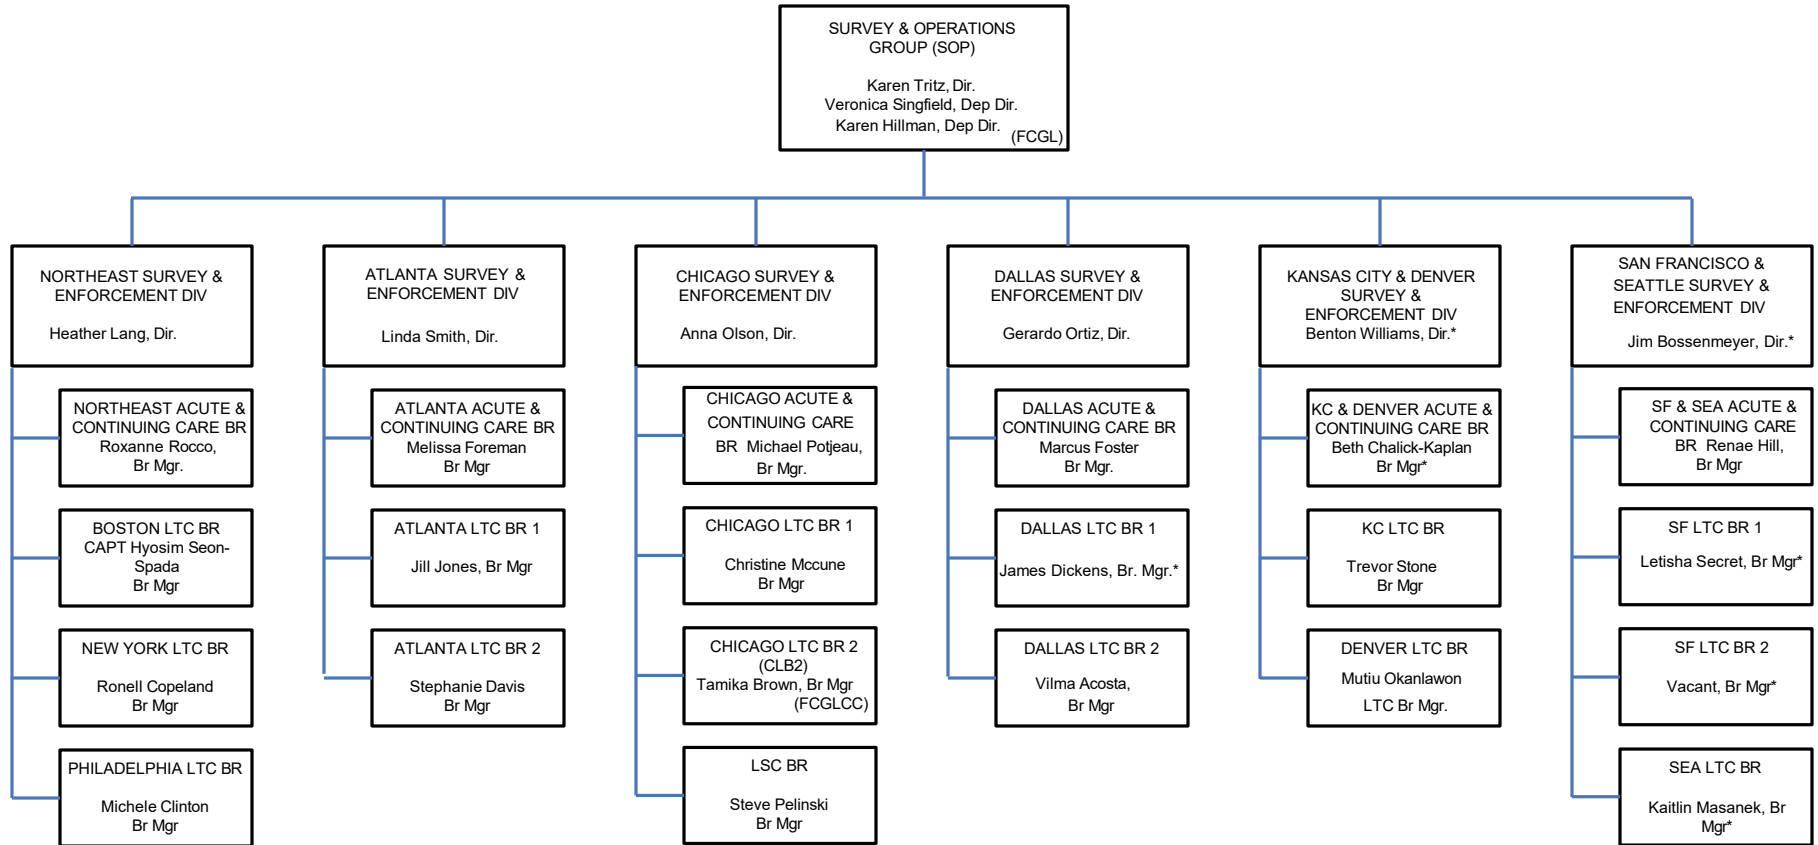 SURVEY & OPERATIONS
GROUP (SOP)
Karen Tritz, Dir.
Veronica Singfield, Dep Dir.
Karen Hillman, Dep Dir.
(FCGL)
NORTHEAST SURVEY &
ENFORCEMENT DIV
Heather Lang, Dir.
NORTHEAST ACUTE &
CONTINUING CARE BR
Roxanne Rocco,
Br Mgr.
BOSTON LTC BR
CAPT Hyosim Seon-
Spada
Br Mgr
NEW YORK LTC BR
Ronell Copeland
Br Mgr
PHILADELPHIA LTC BR
Michele Clinton
Br Mgr
ATLANTA SURVEY &
ENFORCEMENT DIV
Linda Smith, Dir.
ATLANTA ACUTE &
CONTINUING CARE BR
Melissa Foreman
Br Mgr
ATLANTA LTC BR 1
Jill Jones, Br Mgr
ATLANTA LTC BR 2
Stephanie Davis
Br Mgr
CHICAGO SURVEY &
ENFORCEMENT DIV
Anna Olson, Dir.
CHICAGO ACUTE &
CONTINUING CARE
BR Michael Potjeau,
Br Mgr.
CHICAGO LTC BR 1
Christine Mccune
Br Mgr
CHICAGO LTC BR 2
(CLB2)
Tamika Brown, Br Mgr
(FCGLCC)
LSC BR
Steve Pelinski
Br Mgr
DALLAS SURVEY &
ENFORCEMENT DIV
Gerardo Ortiz, Dir.
DALLAS ACUTE &
CONTINUING CARE BR
Marcus Foster
Br Mgr.
DALLAS LTC BR 1
James Dickens, Br. Mgr.*
DALLAS LTC BR 2
Vilma Acosta,
Br Mgr
KANSAS CITY & DENVER
SURVEY &
ENFORCEMENT DIV
Benton Williams, Dir.*
KC & DENVER ACUTE &
CONTINUING CARE BR
Beth Chalick-Kaplan
Br Mgr*
KC LTC BR
Trevor Stone
Br Mgr
DENVER LTC BR
Mutiu Okanlawon
LTC Br Mgr.
SAN FRANCISCO &
SEATTLE SURVEY &
ENFORCEMENT DIV
Jim Bossenmeyer, Dir.*
SF & SEA ACUTE &
CONTINUING CARE
BR Renae Hill,
Br Mgr
SF LTC BR 1
Letisha Secret, Br Mgr*
SF LTC BR 2
Vacant, Br Mgr*
SEA LTC BR
Kaitlin Masanek, Br
Mgr*